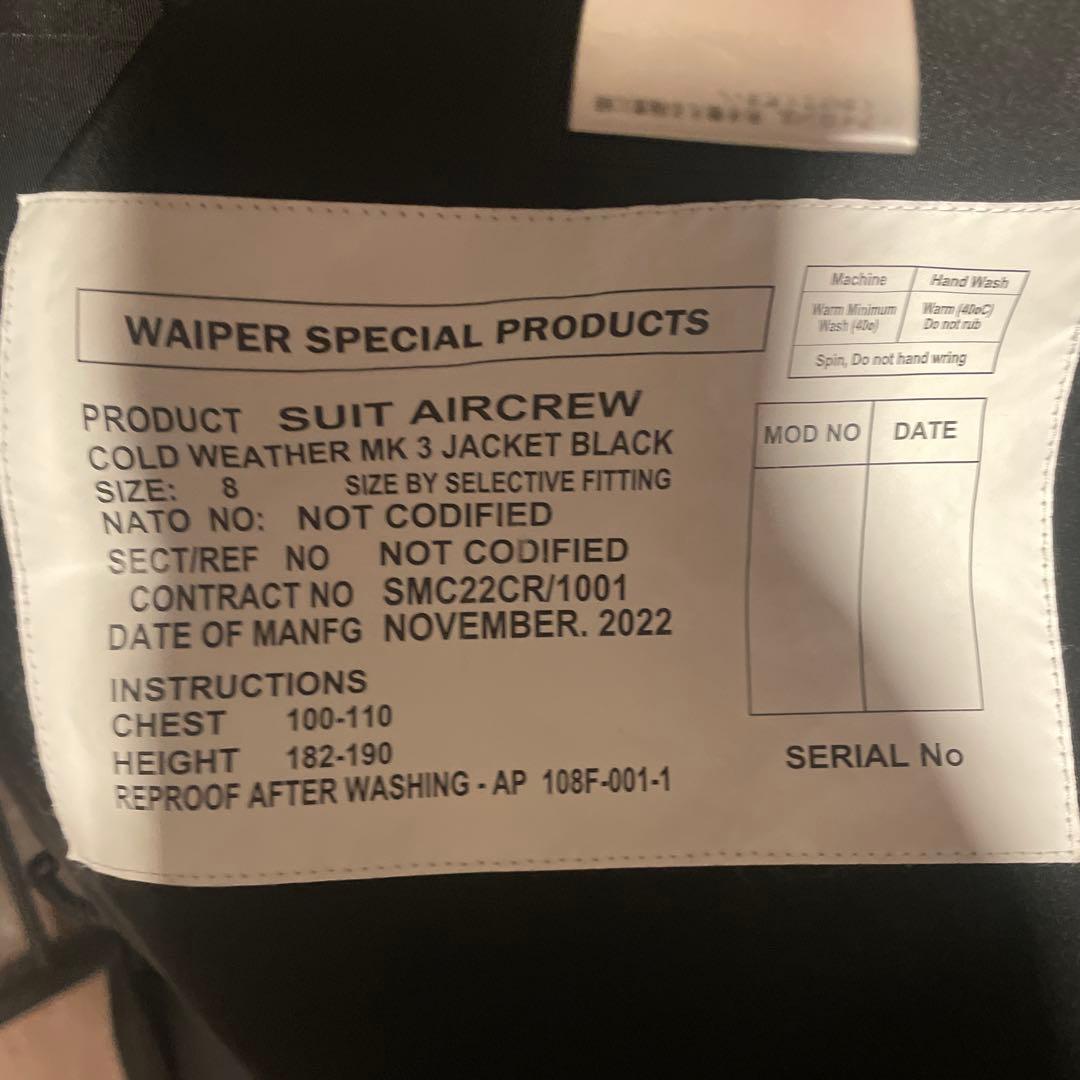 WAIPER SPECIAL PRODUCTS
Machine Hand Wash
Warm Minimum Wash (40o) Warm (40oC) Do not rub
Spin, Do not hand wring
PRODUCT SUIT AIRCREW
COLD WEATHER MK 3 JACKET BLACK
SIZE: 8 SIZE BY SELECTIVE FITTING
NATO NO: NOT CODIFIED
SECT/REF NO NOT CODIFIED
CONTRACT NO SMC22CR/1001
DATE OF MANFG NOVEMBER. 2022
INSTRUCTIONS
CHEST 100-110
HEIGHT 182-190
REPROOF AFTER WASHING - AP 108F-001-1
MOD NO DATE
SERIAL No